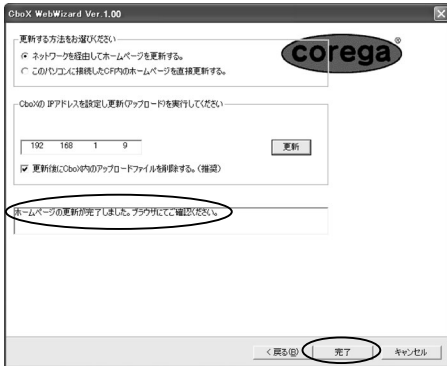 CboX WebWizard Ver.1.00
更新する方法をお選びください
ネットワークを経由してホームページを更新する。
このパソコンに接続したCF内のホームページを直接更新する。
corega®
CboXのIPアドレスを設定し更新(アップロード)を実行してください
192 168 1 9
更新
更新後にCboX内のアップロードファイルを削除する。(推奨)
ホームページの更新が完了しました。ブラウザにてご確認ください。
< 戻る(B) 完了 キャンセル